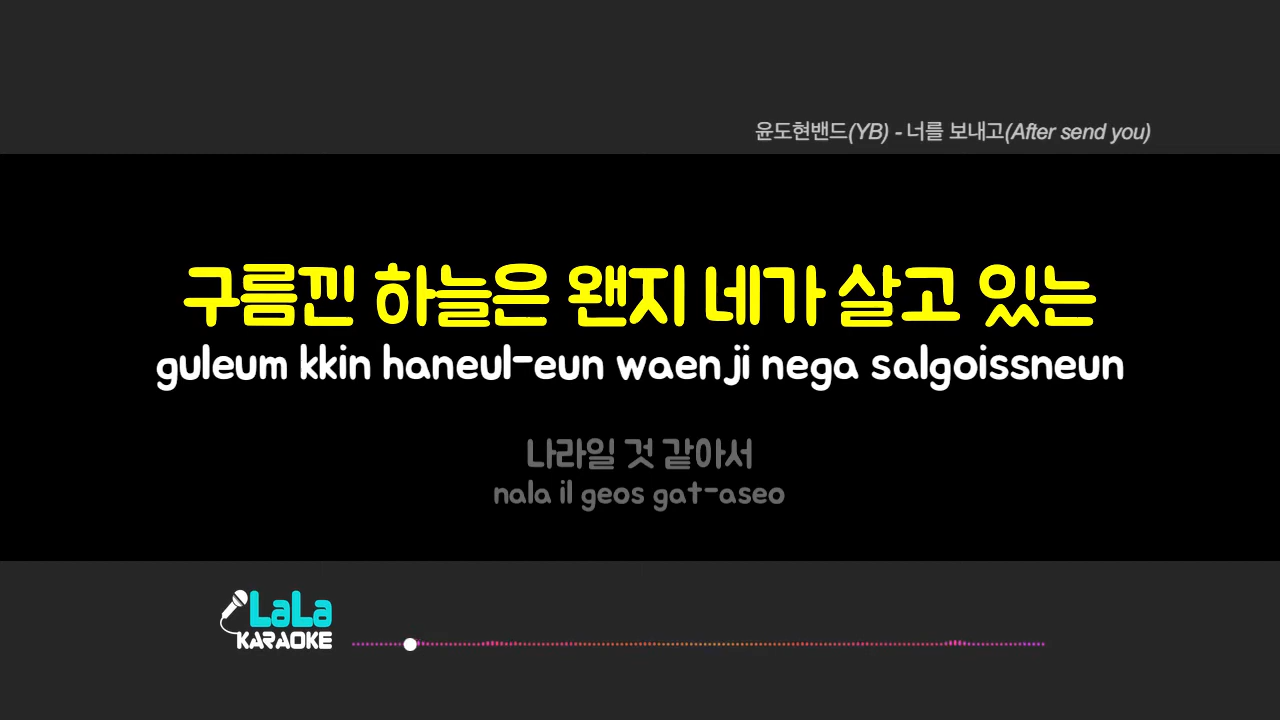 윤도현밴드(YB) - 너를 보내고(After send you)
구름낀 하늘은 왠지 네가 살고 있는
guleum kkin haneul-eun waenji nega salgoissneun
나라일 것 같아서
nala il geos gat-aseo
LaLa
KARAOKE